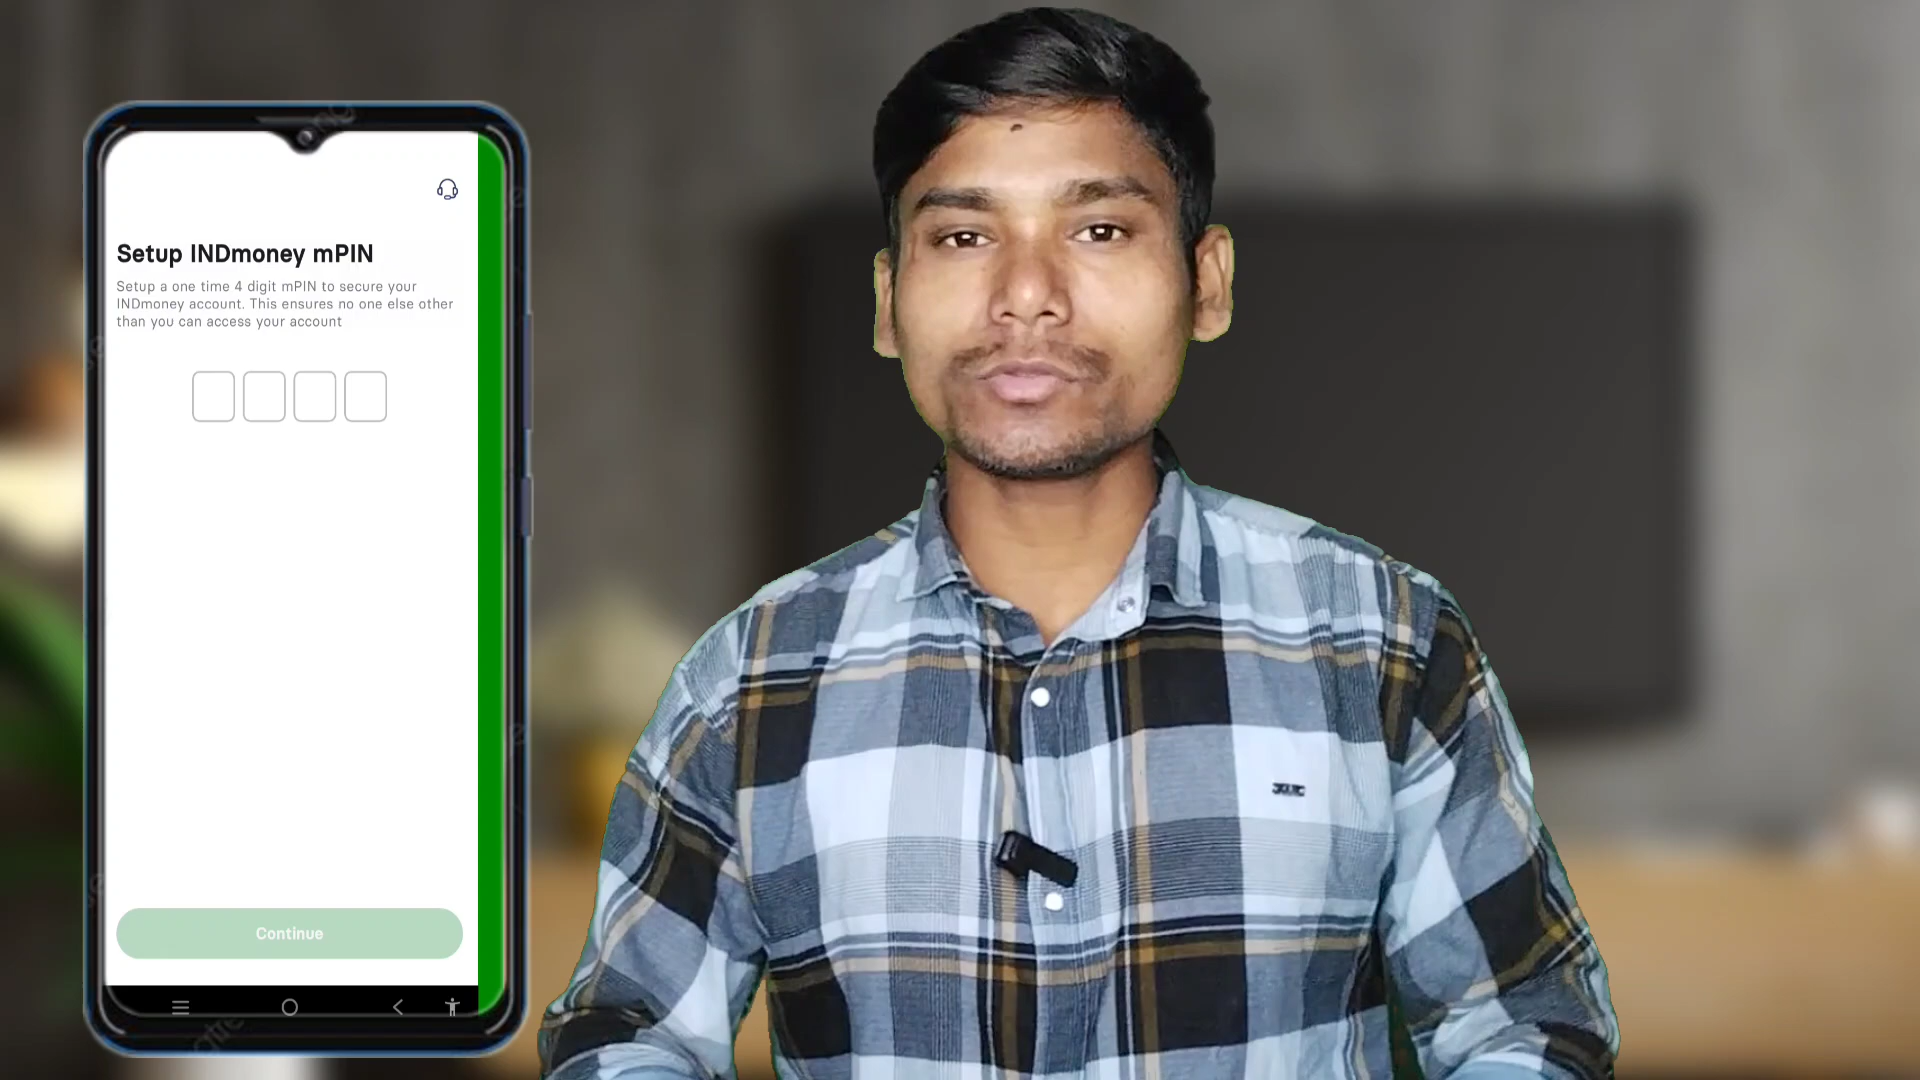 Setup INDmoney mPIN
Setup a one time 4 digit mPIN to secure your
INDmoney account. This ensures no one else other
than you can access your account
Continue